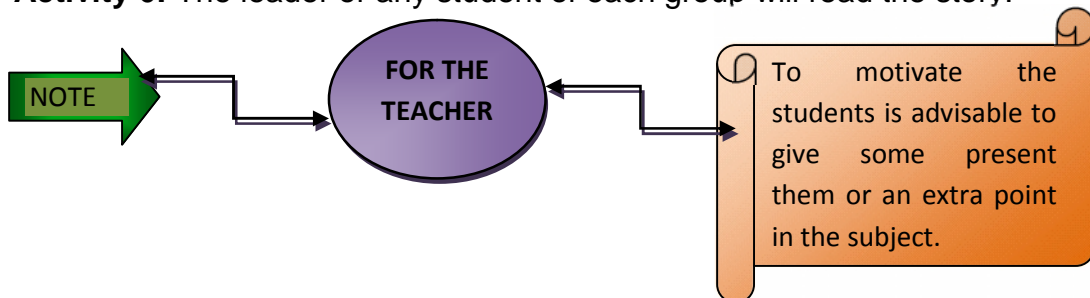 Activity The leader any student of each group will read the story.
NOTE
FOR THE
TEACHER
To motivate the
students is advisable to
give some present
them or an extra point
in the subject.